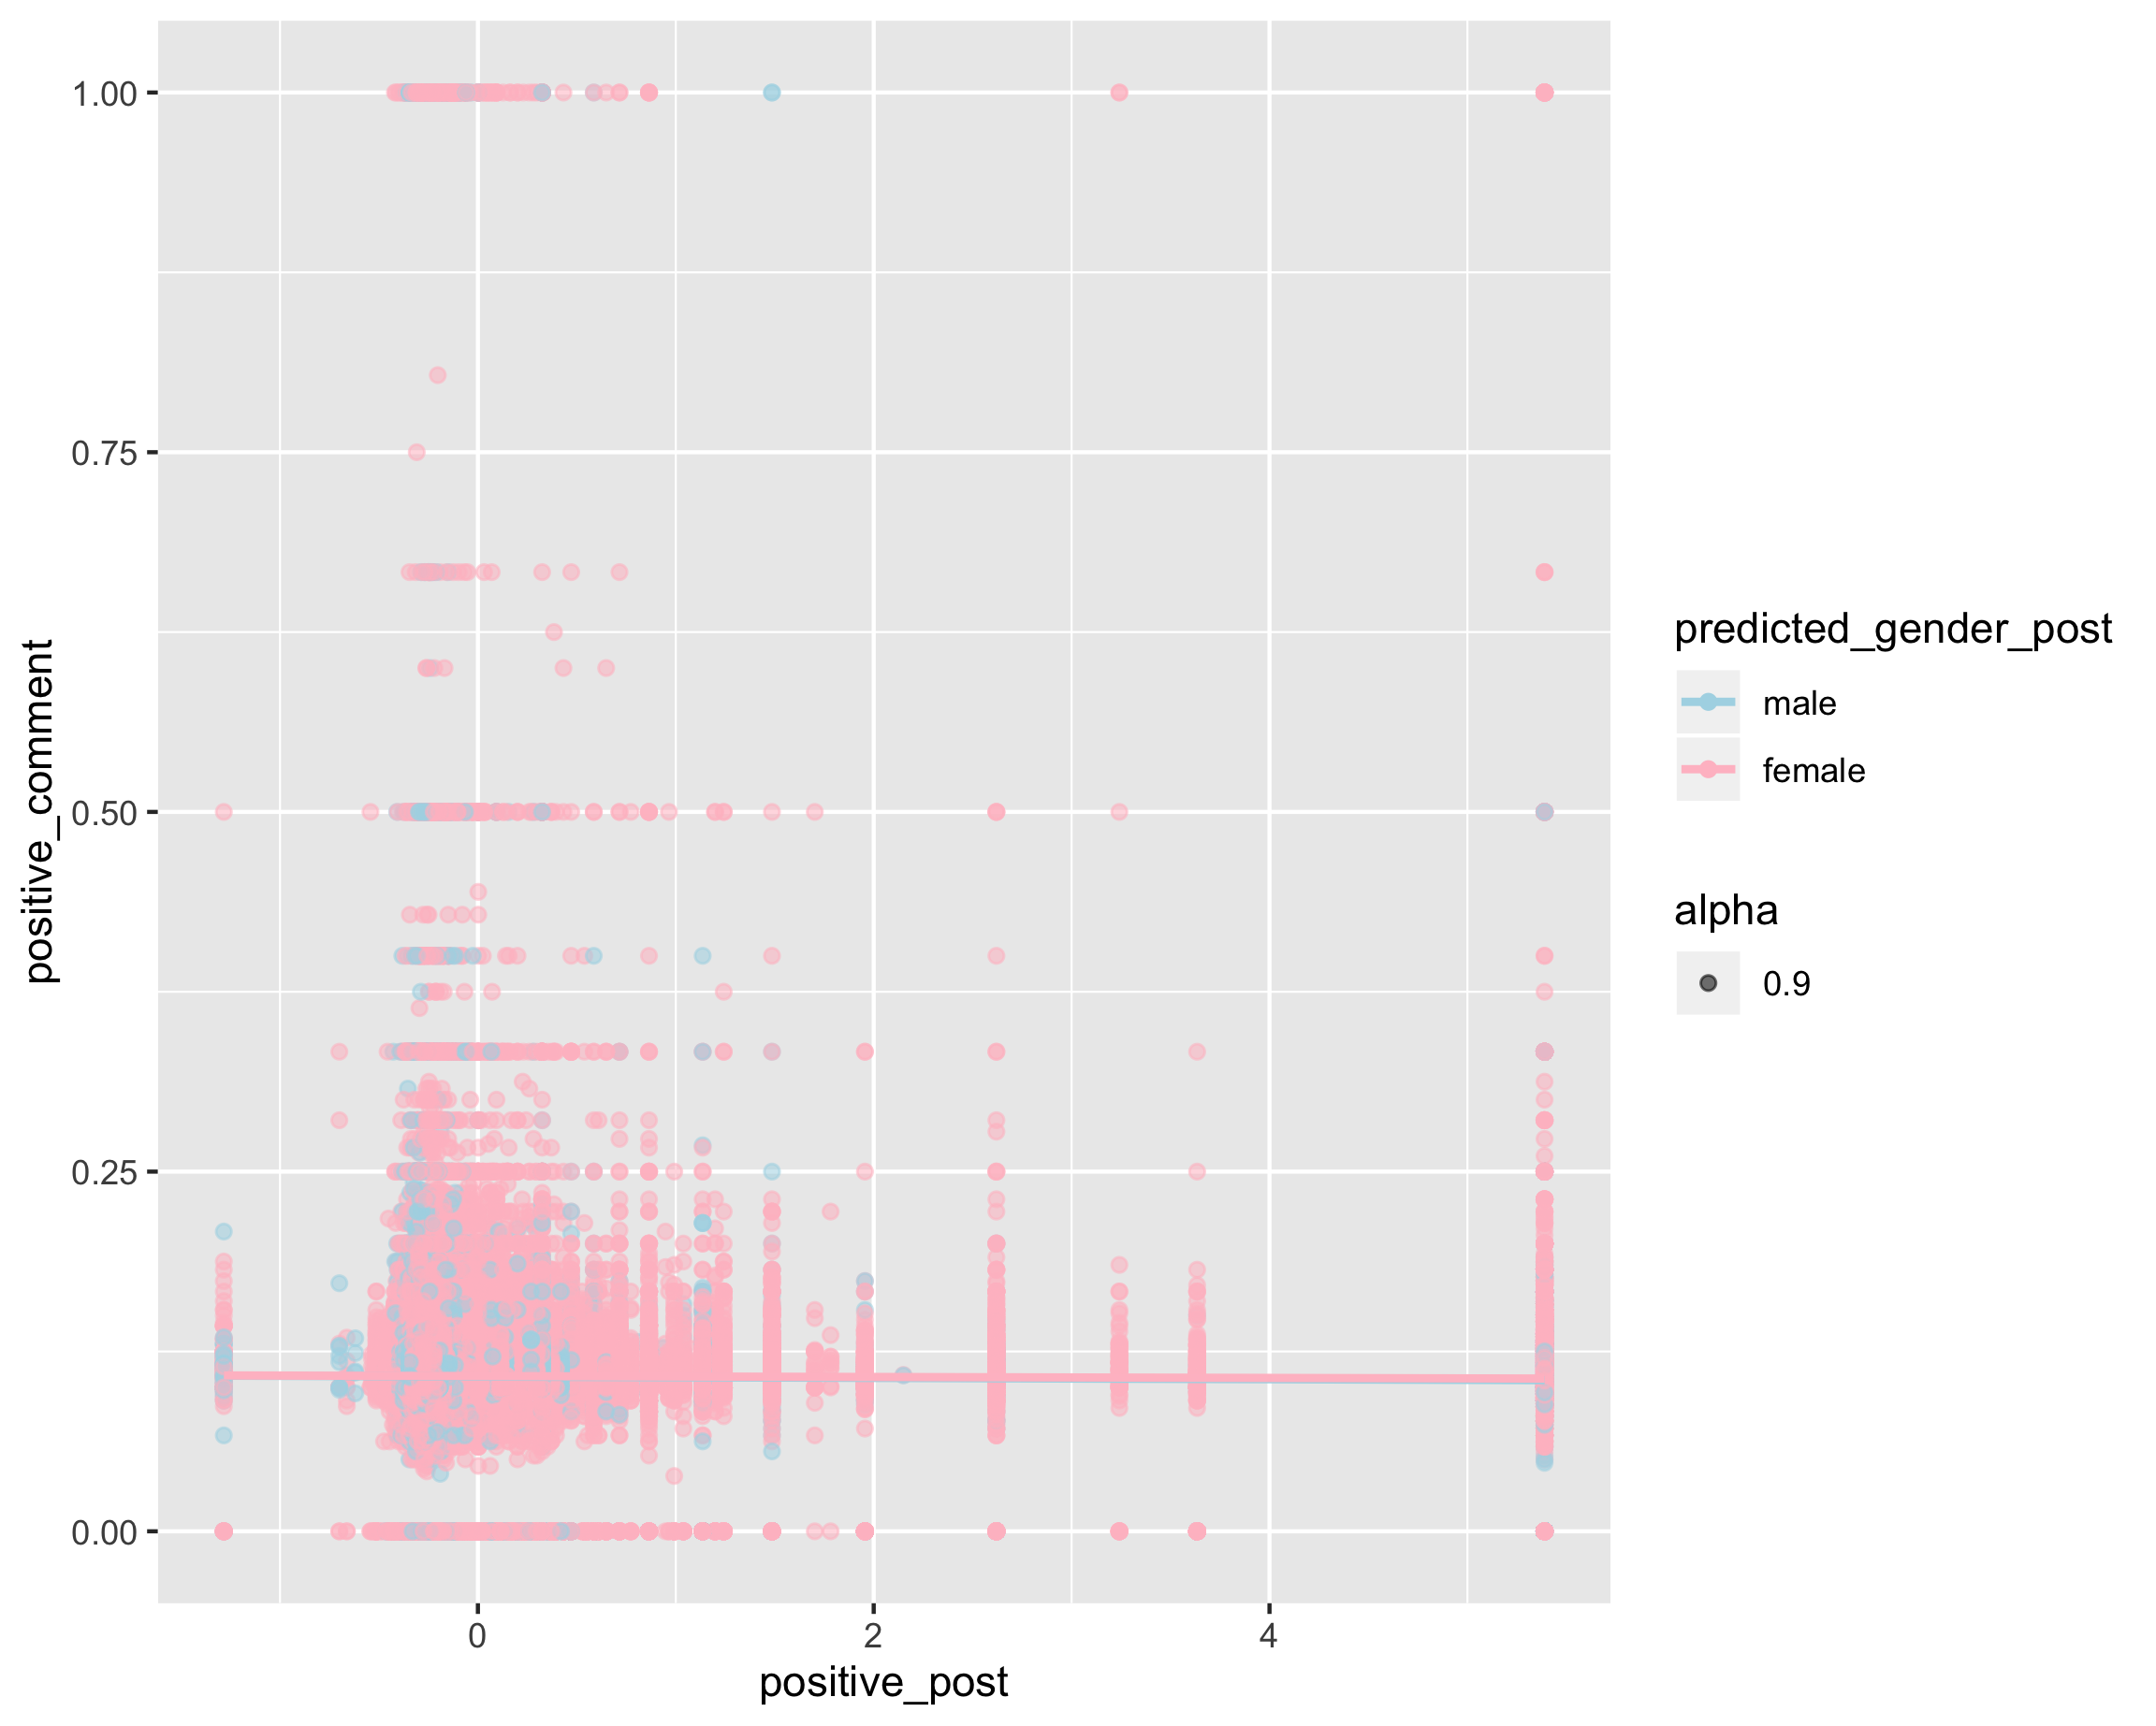 1.00
0.75
0.50
0.25
0.00
positive_comment
0
2
4
positive_post
predicted_gender_post
male
female
alpha
0.9